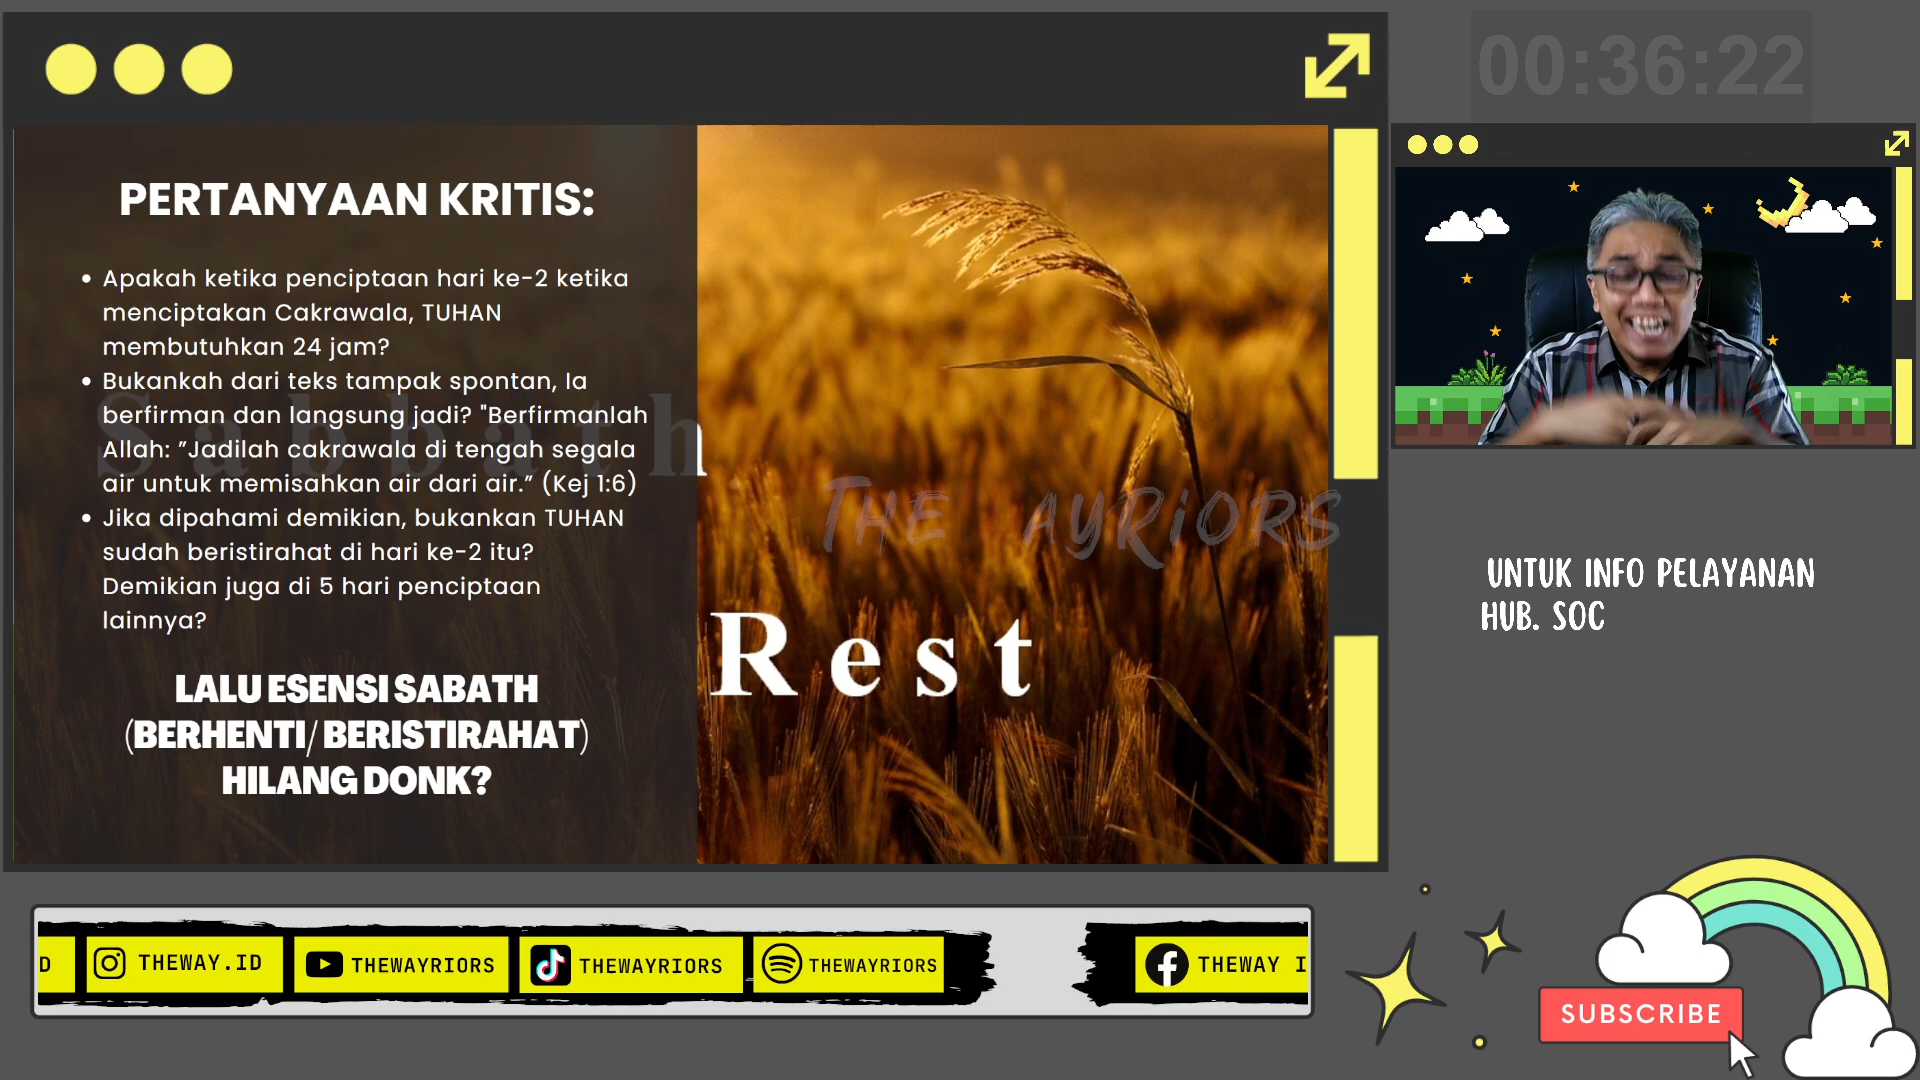 00:36:22
PERTANYAAN KRITIS:
• Apakah ketika penciptaan hari ke-2 ketika
menciptakan Cakrawala, TUHAN
membutuhkan 24 jam?
• Bukankah dari teks tampak spontan, Ia
berfirman dan langsung jadi? "Berfirmanlah
Allah: ”Jadilah cakrawala di tengah segala
air untuk memisahkan air dari air.” (Kej 1:6)
• Jika dipahami demikian, bukankan TUHAN
sudah beristirahat di hari ke-2 itu?
Demikian juga di 5 hari penciptaan
lainnya?
LALU ESENSI SABATH
(BERHENTI/ BERISTIRAHAT)
HILANG DONK?
Sabbath
Rest
THE AYRIORS
UNTUK INFO PELAYANAN
HUB. SOC
D
THEWAY.ID
THEWAYRIORS
THEWAYRIORS
THEWAYRIORS
THEWAY I
SUBSCRIBE